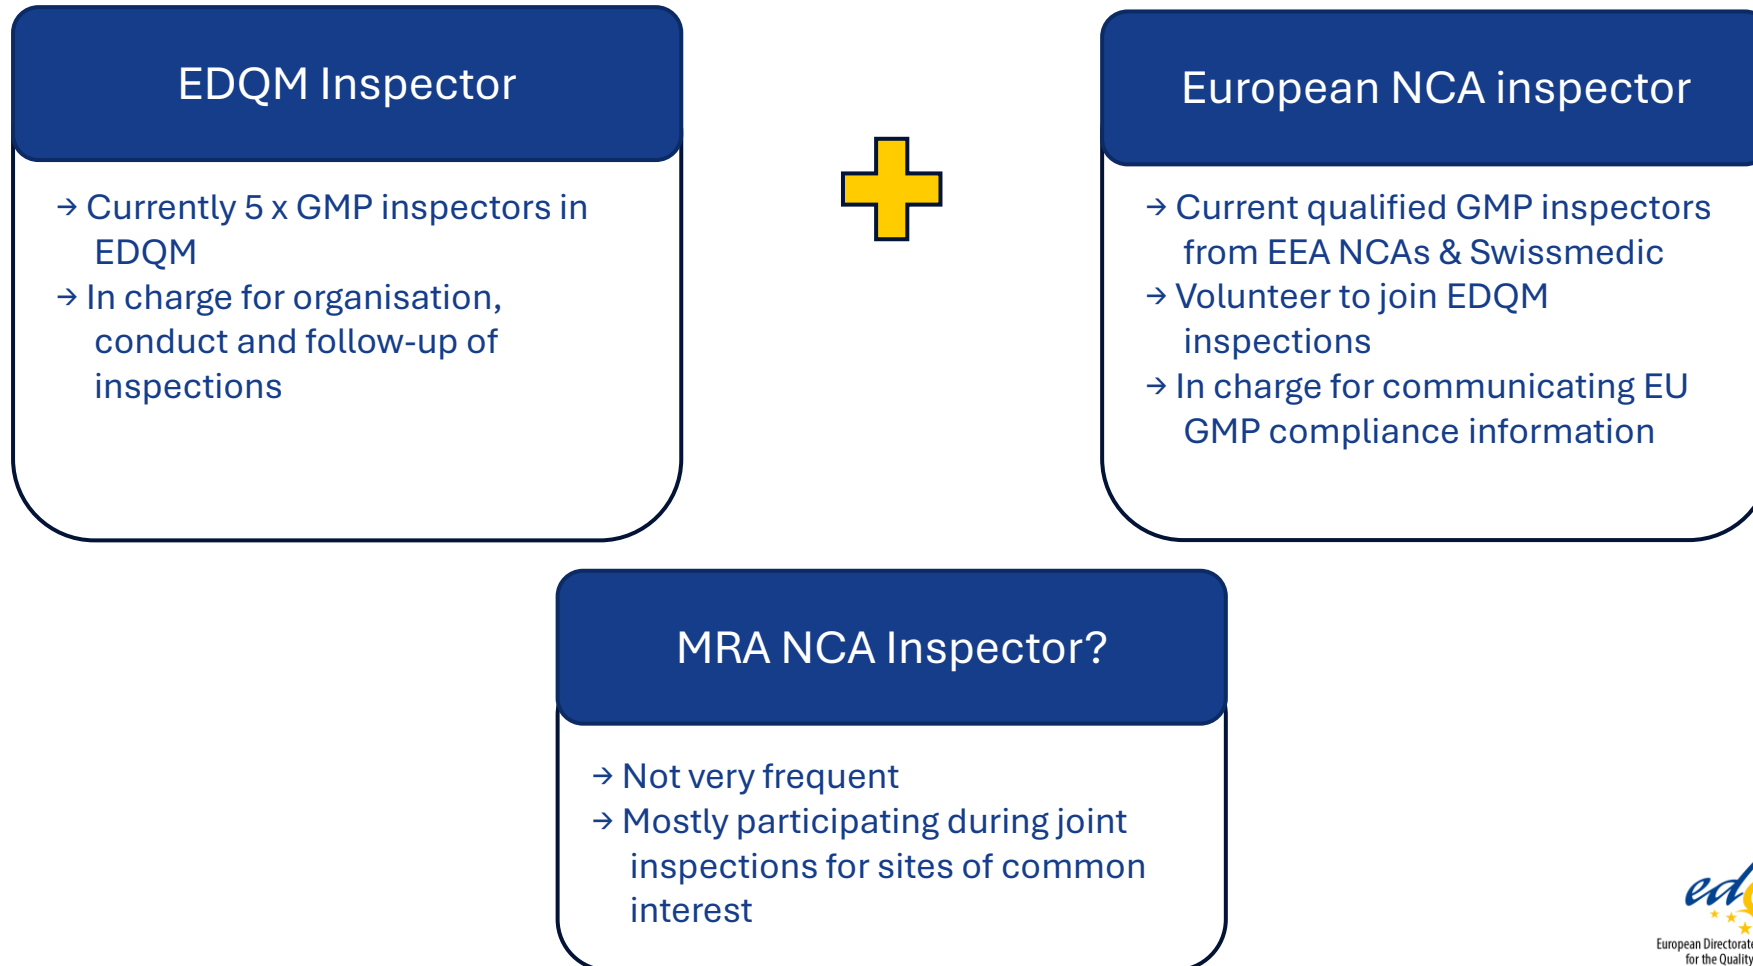 EDQM Inspector
→ Currently 5 x GMP inspectors in
EDQM
→ In charge for organisation,
conduct and follow-up of
inspections
European NCA inspector
→ Current qualified GMP inspectors
from EEA NCAs & Swissmedic
→ Volunteer to join EDQM
inspections
→ In charge for communicating EU
GMP compliance information
MRA NCA Inspector?
→ Not very frequent
→ Mostly participating during joint
inspections for sites of common
interest
ed
European Directorate
for the Quality